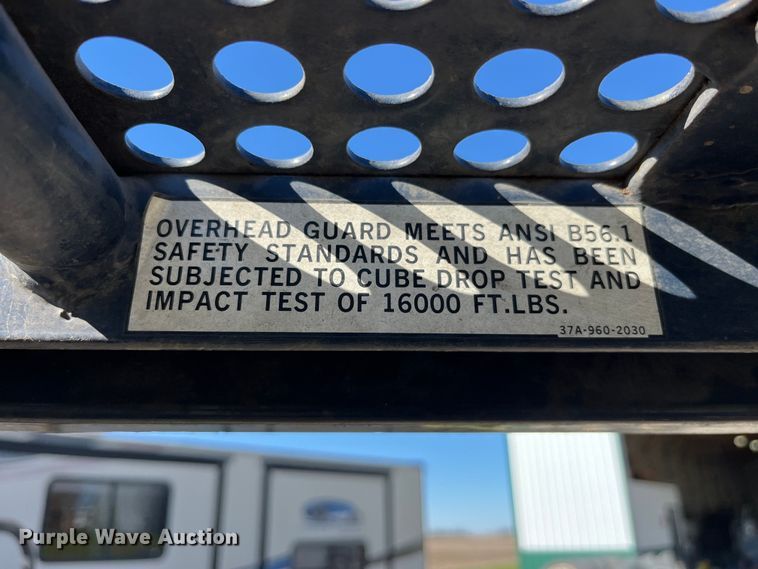 OVERHEAD GUARD MEETS ANSI B56.1
SAFETY STANDARDS AND HAS BEEN
SUBJECTED TO CUBE DROP TEST AND
IMPACT TEST OF 16000 FT.LBS.
37A-960-2030
Purple Wave Auction